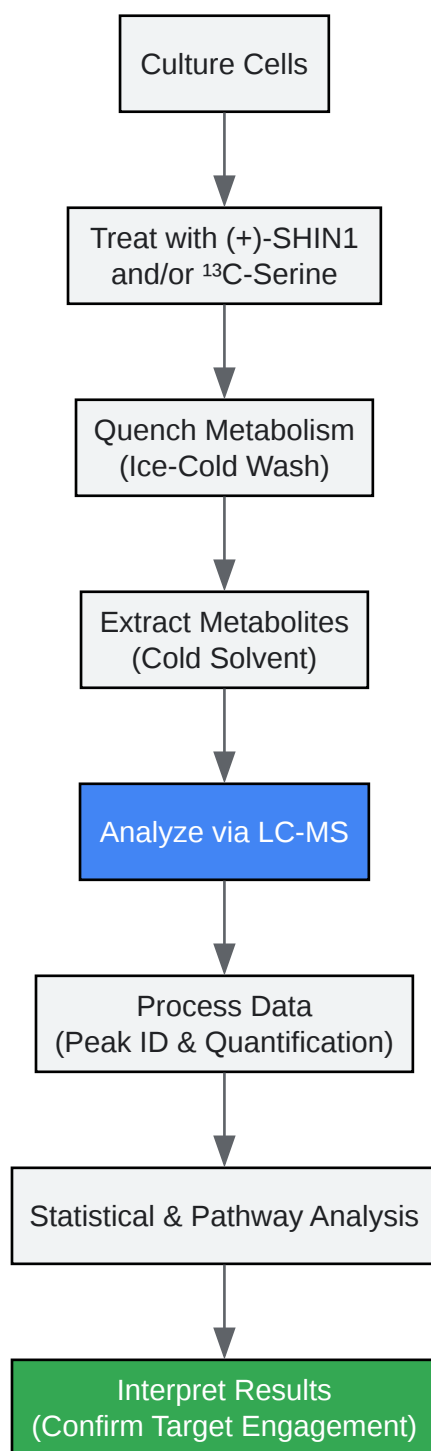 Culture Cells
Treat with (+)-SHIN1
and/or ¹³C-Serine
Quench Metabolism
(Ice-Cold Wash)
Extract Metabolites
(Cold Solvent)
Analyze via LC-MS
Process Data
(Peak ID & Quantification)
Statistical & Pathway Analysis
Interpret Results
(Confirm Target Engagement)